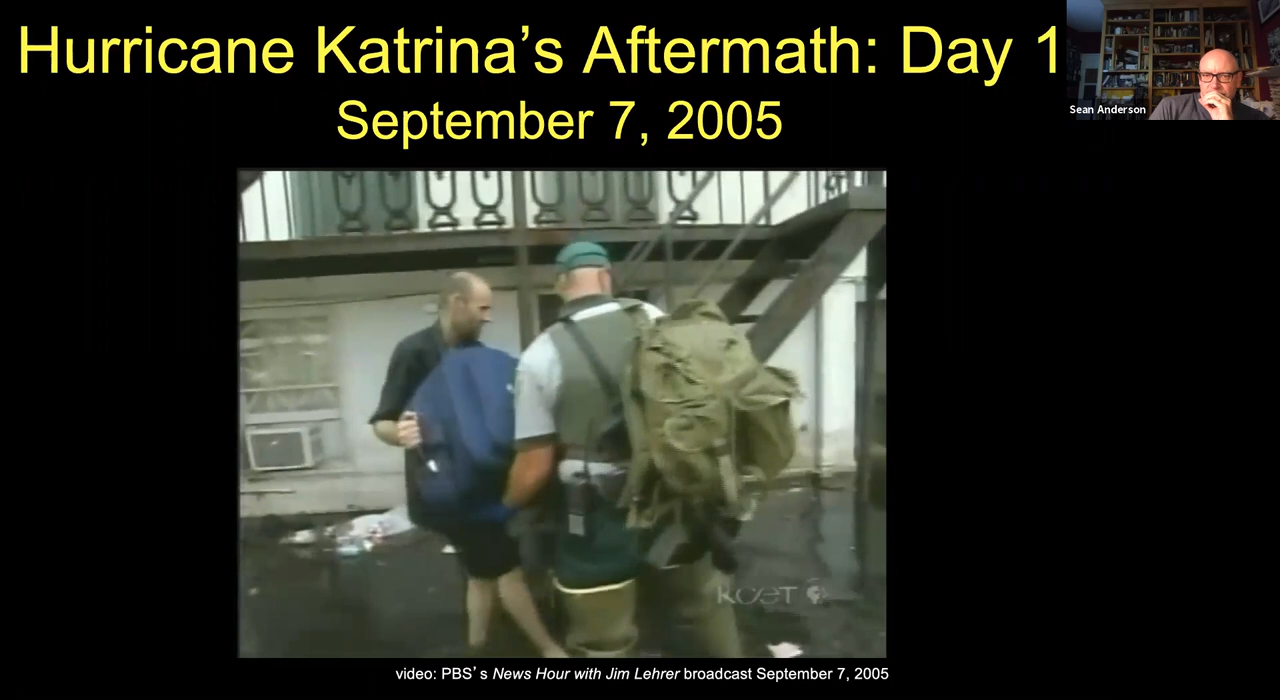 Hurricane Katrina’s Aftermath: Day 1
September 7, 2005
Sean Anderson
KCET
video: PBS’s News Hour with Jim Lehrer broadcast September 7, 2005